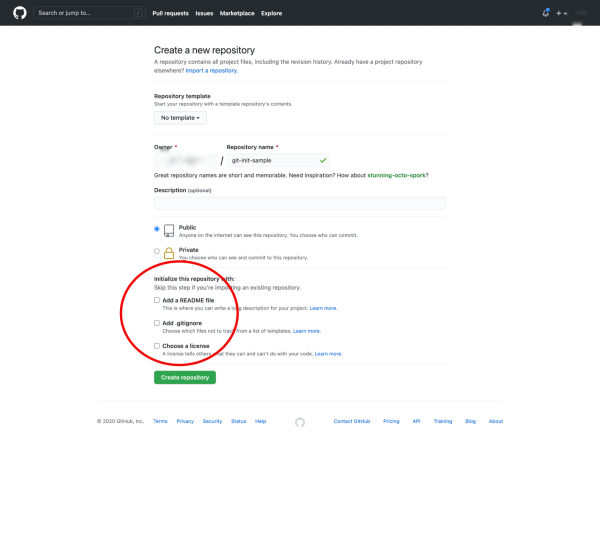 Search or jump to... /
Pull requests Issues Marketplace Explore
Create a new repository
A repository contains all project files, including the revision history. Already have a project repository
elsewhere? Import a repository.
Repository template
Start your repository with a template repository's contents.
No template
Owner * Repository name *
/ git-init-sample
Great repository names are short and memorable. Need inspiration? How about stunning-octo-spork?
Description (optional)
Public
Anyone on the internet can see this repository. You choose who can commit.
Private
You choose who can see and commit to this repository.
Initialize this repository with:
Skip this step if you're importing an existing repository.
Add a README file
This is where you can write a long description for your project. Learn more.
Add .gitignore
Choose which files not to track from a list of templates. Learn more.
Choose a license
A license tells others what they can and can't do with your code. Learn more.
Create repository
© 2020 GitHub, Inc. Terms Privacy Security Status Help Contact GitHub Pricing API Training Blog About